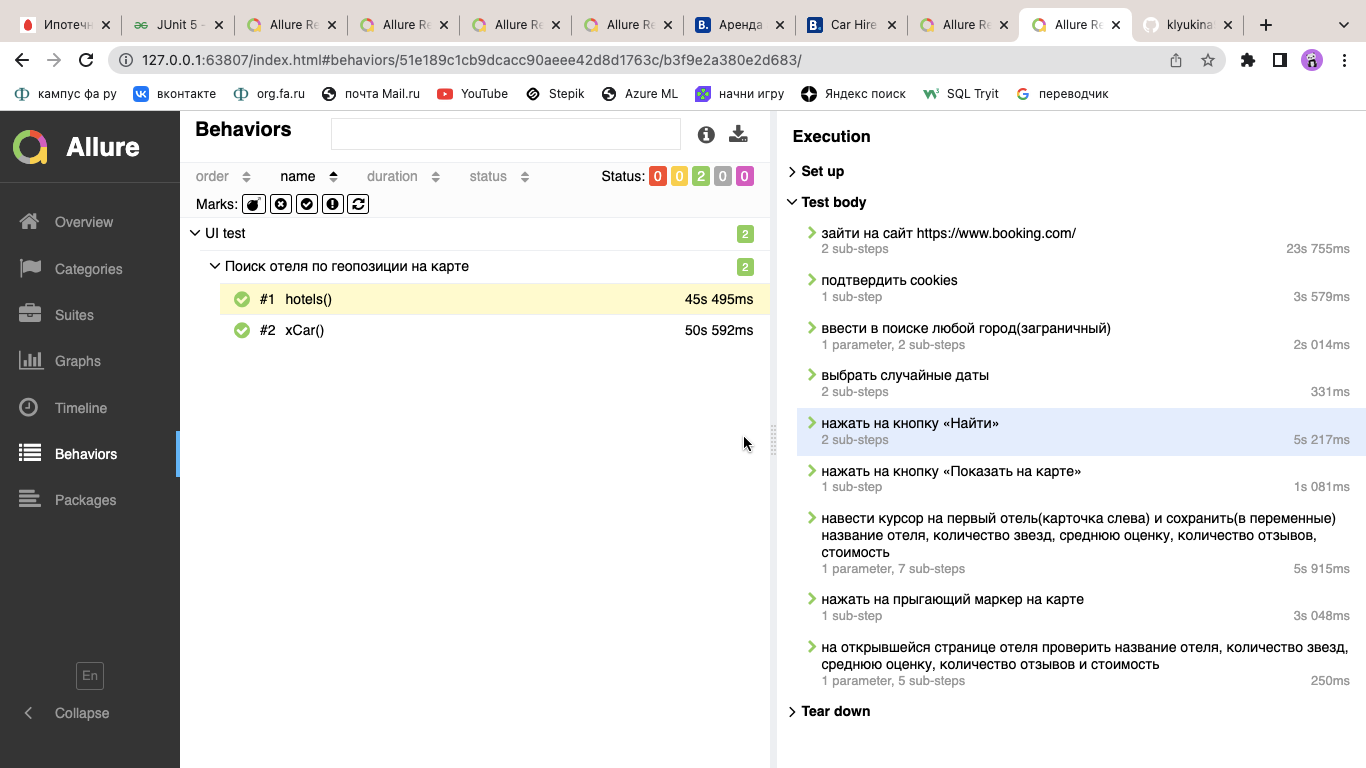 Ипотечн
JUnit 5 -
Allure Re
Allure Re
Allure Re
Allure Re
B. Аренда
B. Car Hire
Allure Re
Allure Re
klyukina
127.0.0.1:63807/index.html#behaviors/51e189c1cb9dcacc90aeee42d8d1763c/b3f9e2a380e2d683/
кампус фа ру
вконтакте
org.fa.ru
почта Mail.ru
YouTube
Stepik
Azure ML
начни игру
Яндекс поиск
SQL Tryit
переводчик
Allure
Overview
Categories
Suites
Graphs
Timeline
Behaviors
Packages
En
Collapse
Behaviors
order name duration status Status: 0 0 2 0 0
Marks:
UI test 2
Поиск отеля по геопозиции на карте 2
#1 hotels() 45s 495ms
#2 xCar() 50s 592ms
Execution
Set up
Test body
зайти на сайт https://www.booking.com/
2 sub-steps 23s 755ms
подтвердить cookies
1 sub-step 3s 579ms
ввести в поиске любой город(заграничный)
1 parameter, 2 sub-steps 2s 014ms
выбрать случайные даты
2 sub-steps 331ms
нажать на кнопку «Найти»
2 sub-steps 5s 217ms
нажать на кнопку «Показать на карте»
1 sub-step 1s 081ms
навести курсор на первый отель(карточка слева) и сохранить(в переменные)
название отеля, количество звезд, среднюю оценку, количество отзывов,
стоимость
1 parameter, 7 sub-steps 5s 915ms
нажать на прыгающий маркер на карте
1 sub-step 3s 048ms
на открывшейся странице отеля проверить название отеля, количество звезд,
среднюю оценку, количество отзывов и стоимость
1 parameter, 5 sub-steps 250ms
Tear down